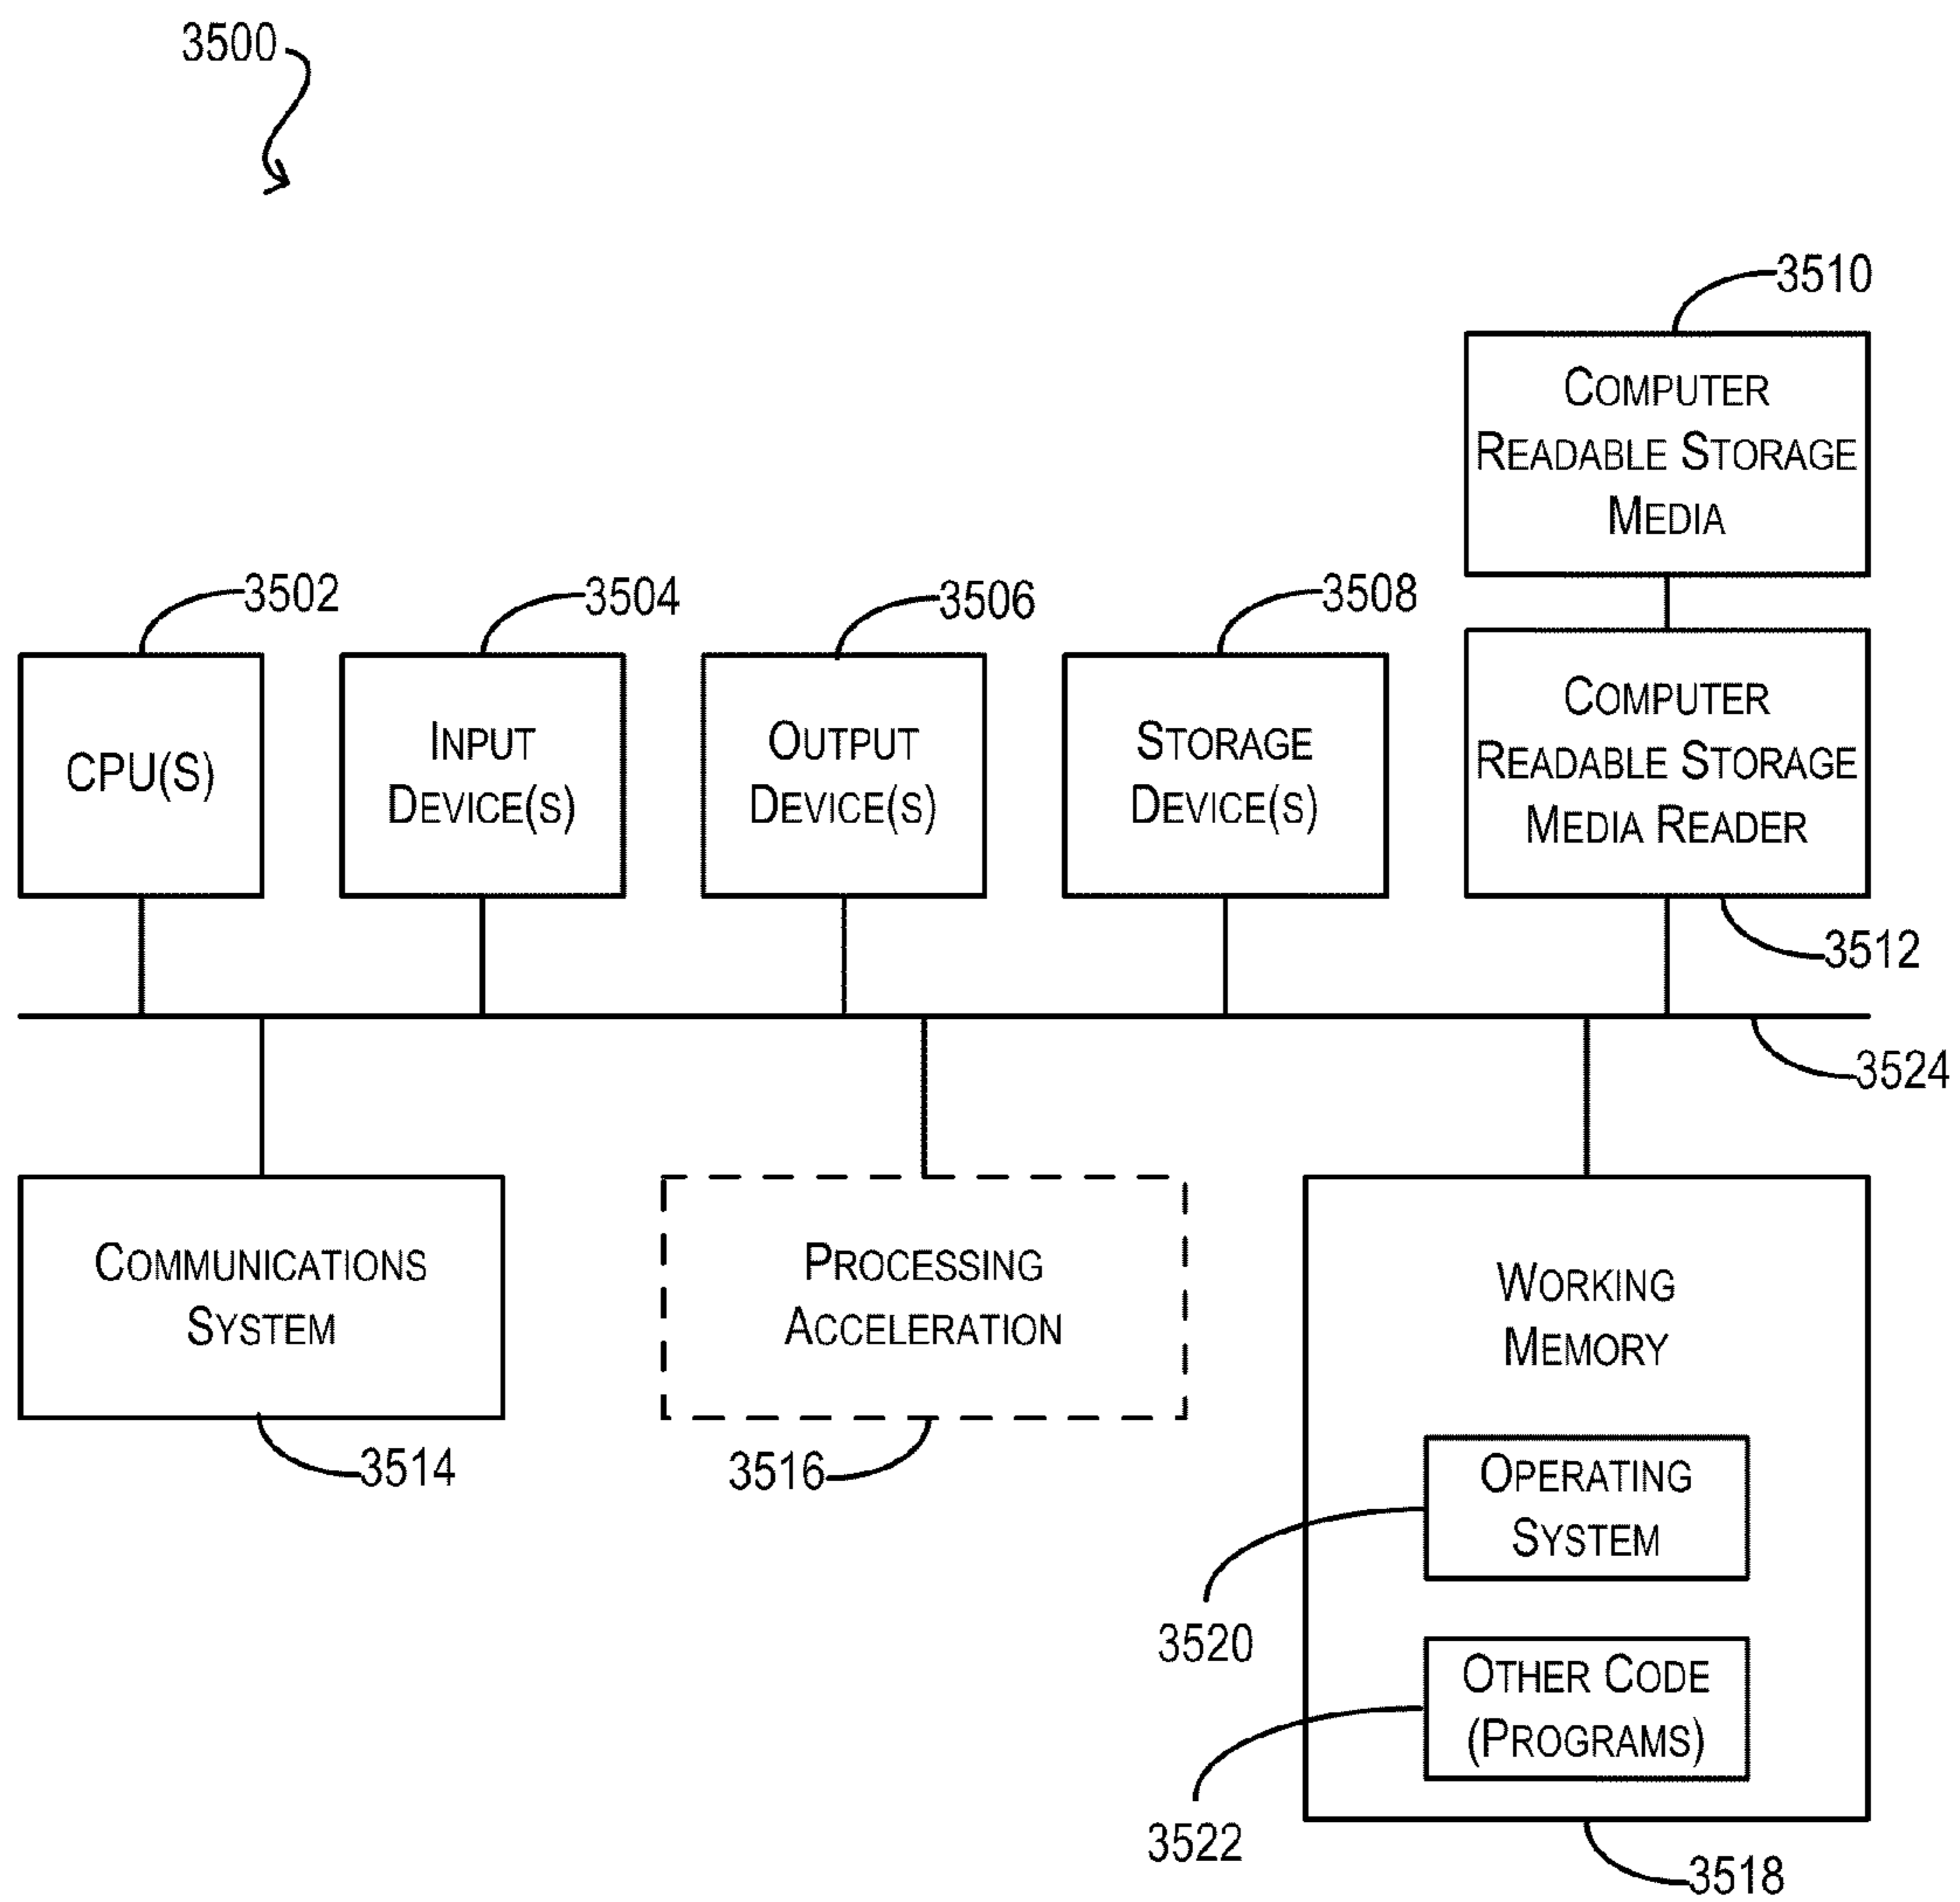 3500
3510
COMPUTER
READABLE STORAGE
MEDIA
3502
3504
3506
3508
CPU(S)
INPUT
DEVICE(S)
OUTPUT
DEVICE(S)
STORAGE
DEVICE(S)
COMPUTER
READABLE STORAGE
MEDIA READER
3512
3524
COMMUNICATIONS
SYSTEM
3514
PROCESSING
ACCELERATION
3516
WORKING
MEMORY
OPERATING
SYSTEM
3520
OTHER CODE
(PROGRAMS)
3522
3518